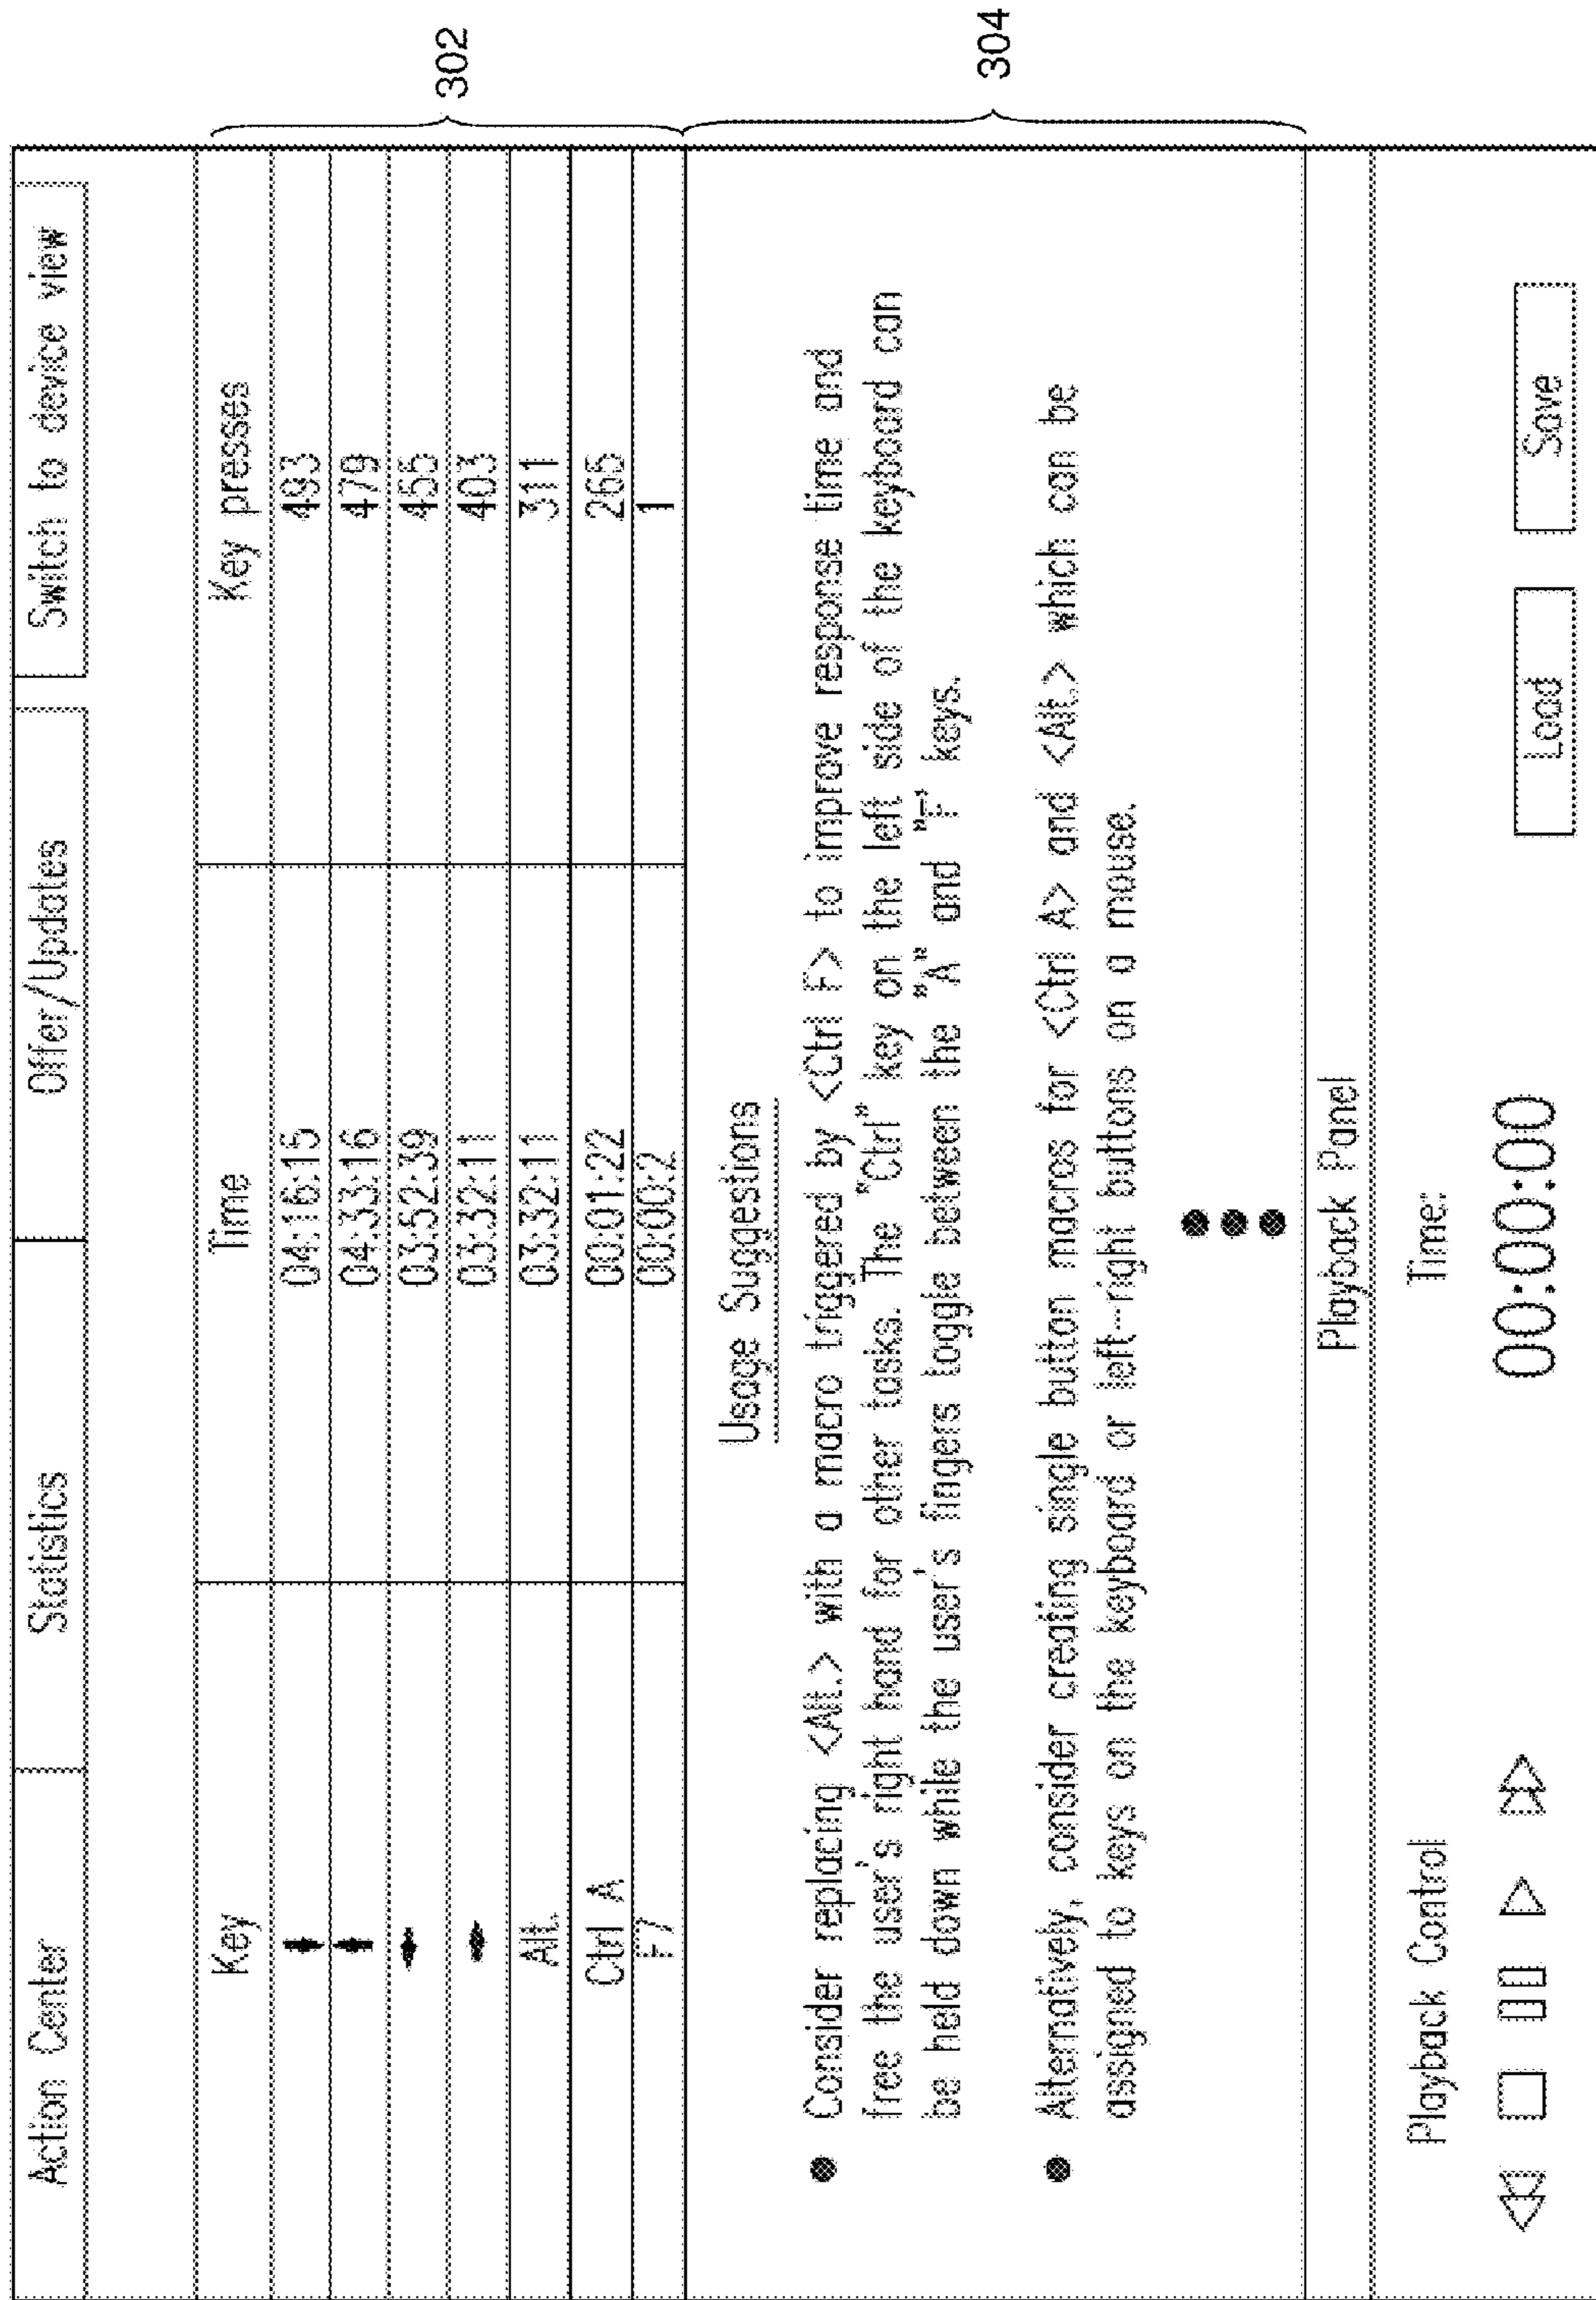 Action Center Statistics Offer/Updates Switch to device view
Key Time Key presses
04:16:15 493
04:33:16 479
03:52:39 455
03:32:11 403
Alt. 03:32:11 311
Ctrl A 00:01:22 265
F7 00:00:2 1
302
Usage Suggestions
● Consider replacing <Alt.> with a macro triggered by <Ctrl F> to improve response time and
free the user's right hand for other tasks. The "Ctrl" key on the left side of the keyboard can
be held down while the user's fingers toggle between the "A" and "F" keys.
● Alternatively, consider creating single button macros for <Ctrl A> and <Alt.> which can be
assigned to keys on the keyboard or left--right buttons on a mouse.
304
Playback Panel
Playback Control Time:
00:00:00 Load Save